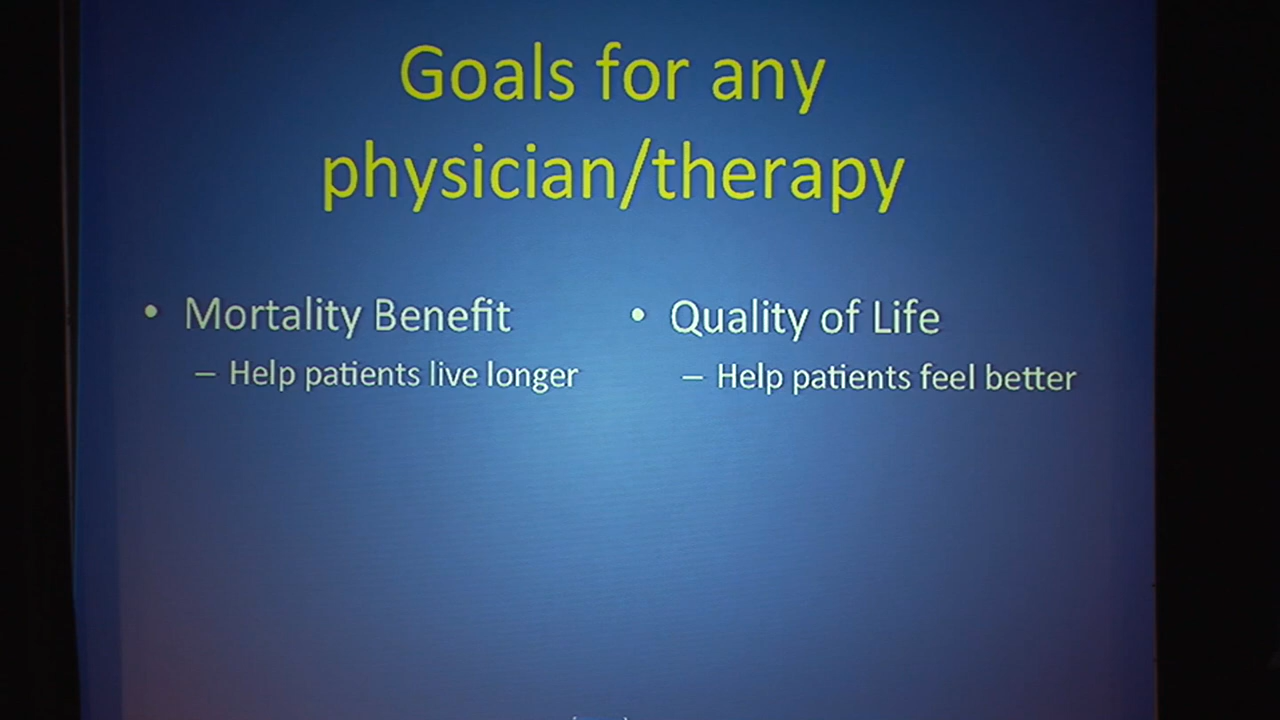 Goals for any
physician/therapy
• Mortality Benefit
– Help patients live longer
• Quality of Life
– Help patients feel better